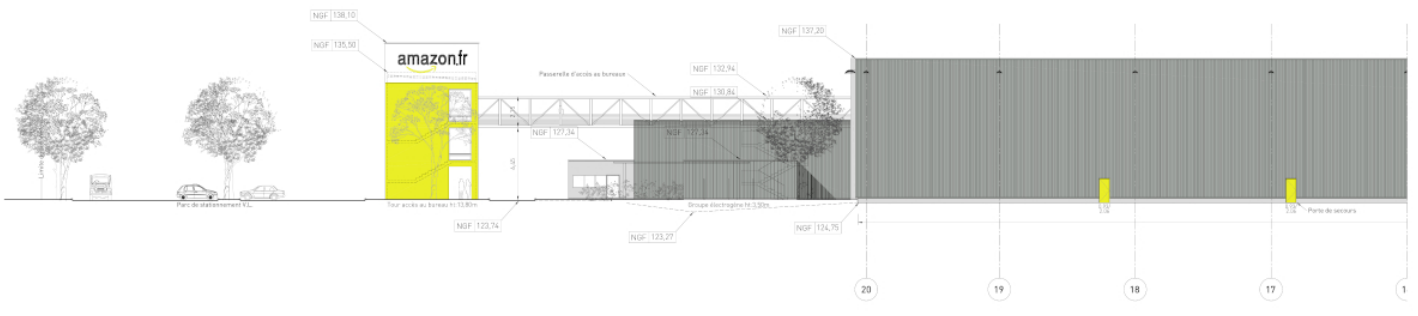 NGF 138,10
NGF 137,20
NGF 135,50
amazon.fr
Passerelle d'accès au bureaux
NGF 132,94
NGF 130,84
NGF 127,34
NGF 127,34
4,65
Parc de stationnement V.L.
Tour accès au bureau ht:13.80m
Groupe électrogène ht:3.50m
Porte de secours
NGF 123,74
NGF 123,27
NGF 124,75
20
19
18
17